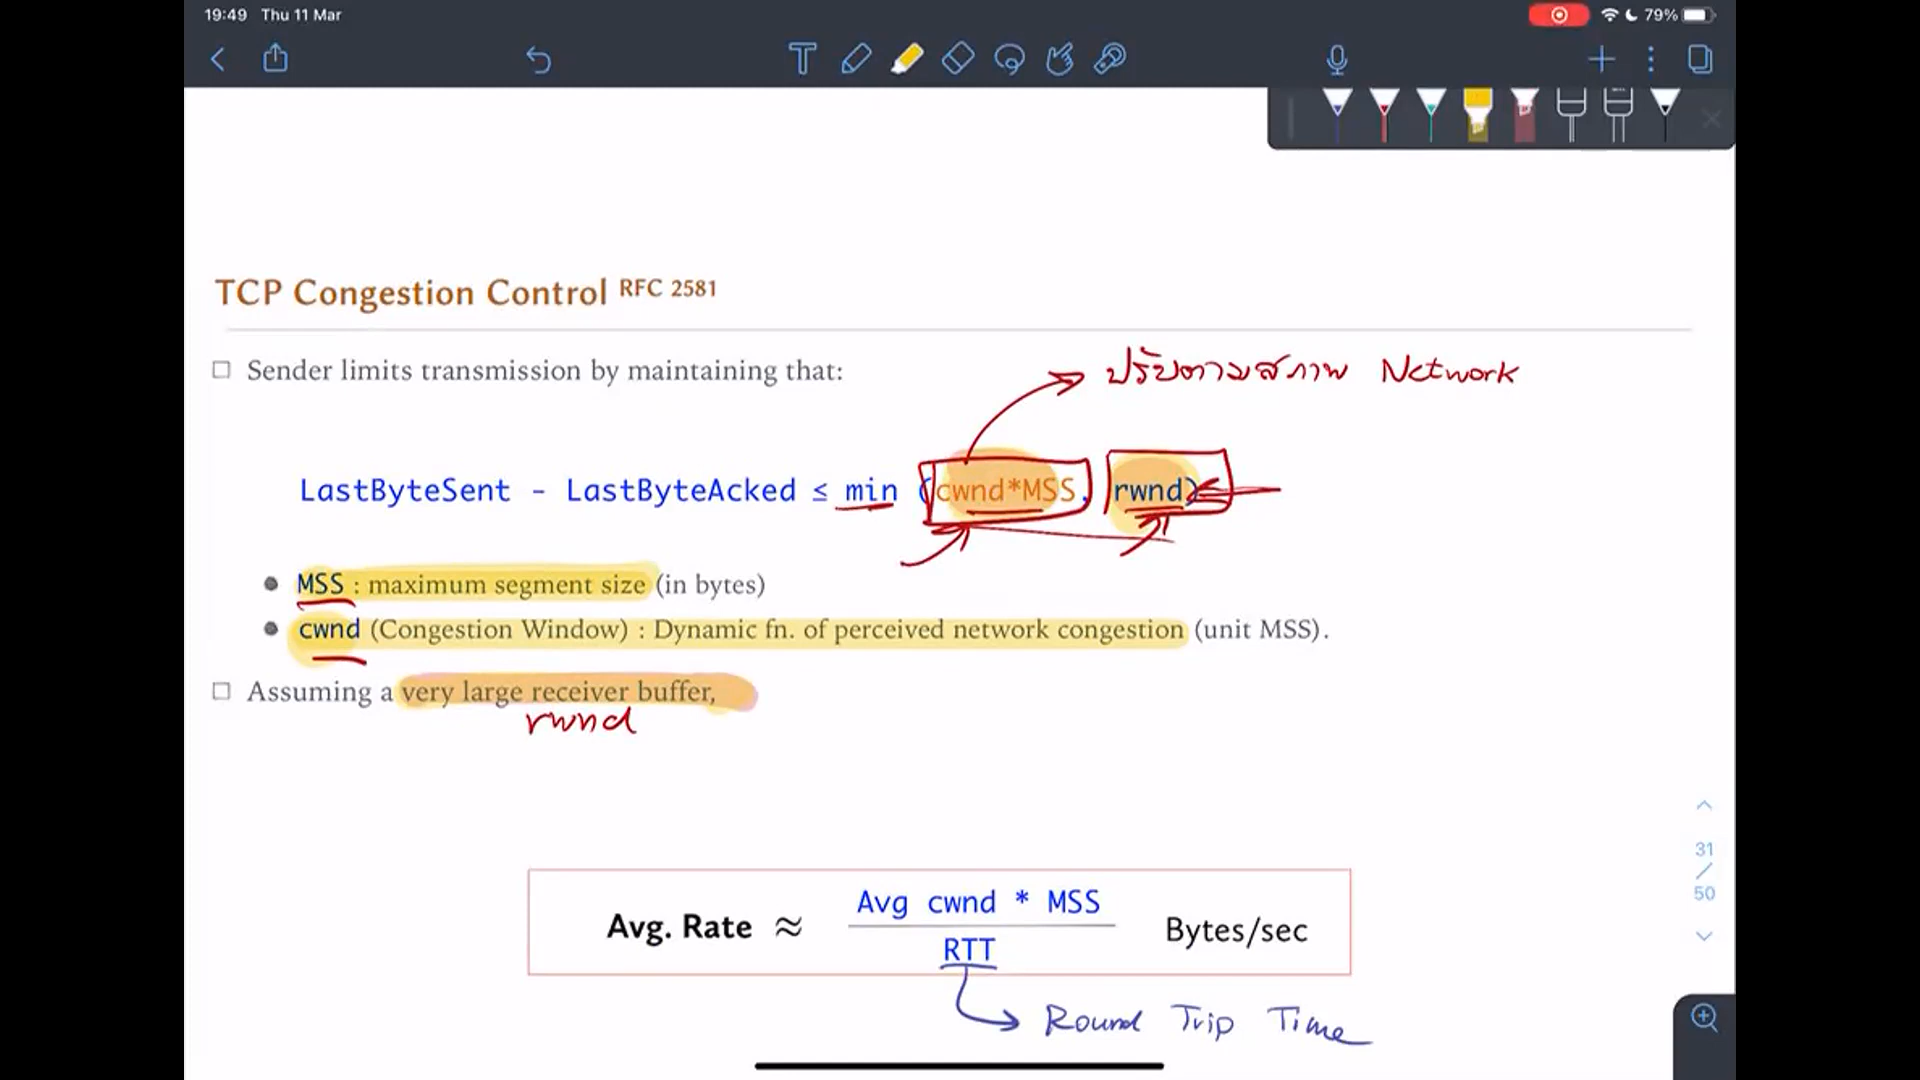 19:49 Thu 11 Mar
79%
TCP Congestion Control RFC 2581
Sender limits transmission by maintaining that:
ปรับตามสภาพ Network
LastByteSent - LastByteAcked ≤ min (cwnd*MSS, rwnd)
MSS : maximum segment size (in bytes)
cwnd (Congestion Window) : Dynamic fn. of perceived network congestion (unit MSS).
Assuming a very large receiver buffer,
rwnd
31
/
50
Avg cwnd * MSS
Avg. Rate ≈ Bytes/sec
RTT
Round Trip Time